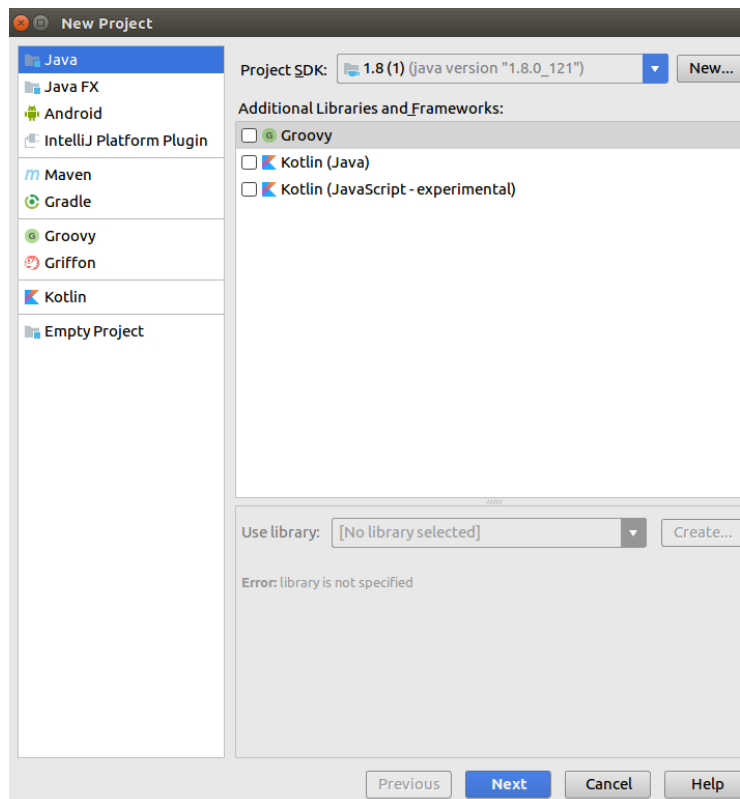 New Project
Java
Java FX
Android
IntelliJ Platform Plugin
Maven
Gradle
Groovy
Griffon
Kotlin
Empty Project
Project SDK: 1.8 (1) (java version "1.8.0_121") New...
Additional Libraries and Frameworks:
Groovy
Kotlin (Java)
Kotlin (JavaScript - experimental)
Use library: [No library selected] Create...
Error: library is not specified
Previous Next Cancel Help